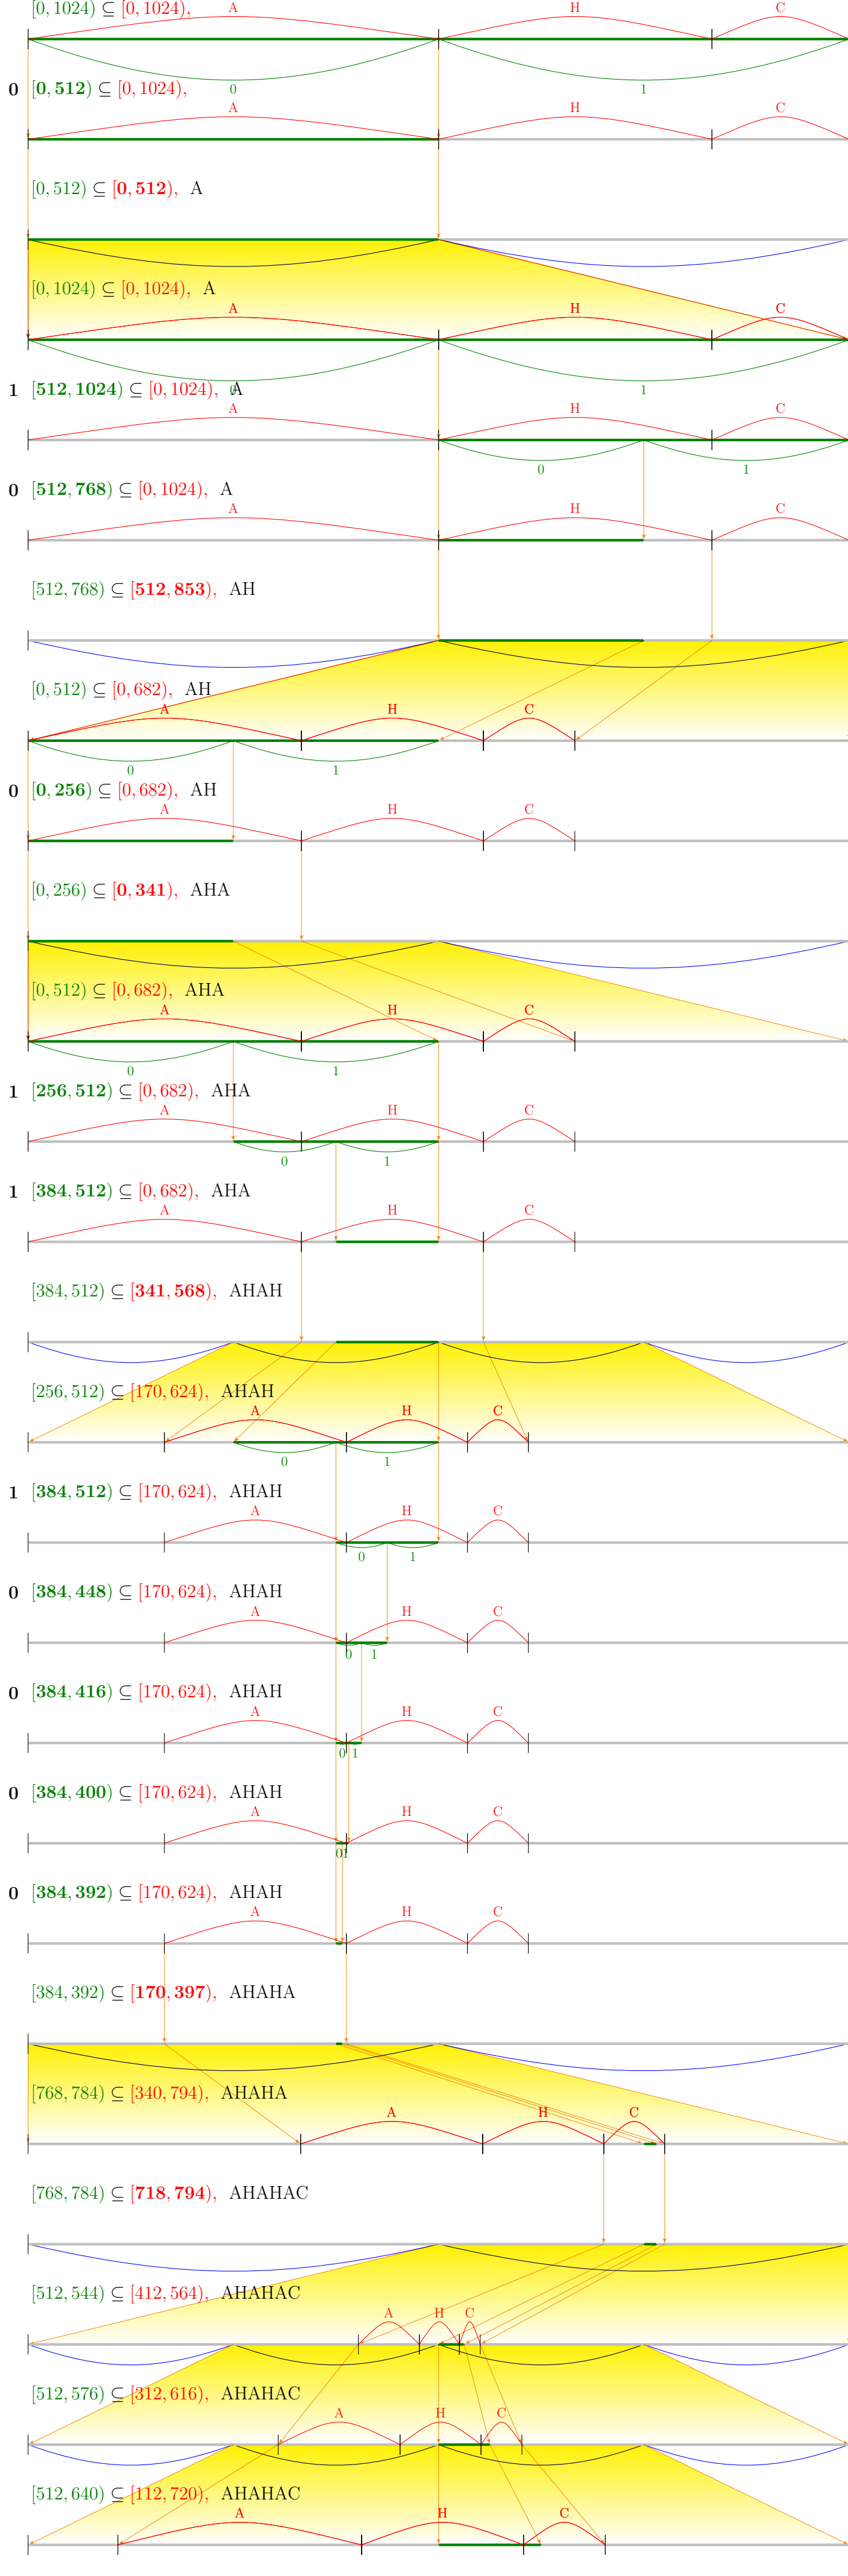 [0, 1024) ⊆ [0, 1024),
A H C
0 1
0 [0, 512) ⊆ [0, 1024),
A H C
[0, 512) ⊆ [0, 512), A
[0, 1024) ⊆ [0, 1024), A
A H C
0 1
1 [512, 1024) ⊆ [0, 1024), A
A H C
0 1
0 [512, 768) ⊆ [0, 1024), A
A H C
[512, 768) ⊆ [512, 853), AH
[0, 512) ⊆ [0, 682), AH
A H C
0 1
0 [0, 256) ⊆ [0, 682), AH
A H C
[0, 256) ⊆ [0, 341), AHA
[0, 512) ⊆ [0, 682), AHA
A H C
0 1
1 [256, 512) ⊆ [0, 682), AHA
A H C
0 1
1 [384, 512) ⊆ [0, 682), AHA
A H C
[384, 512) ⊆ [341, 568), AHAH
[256, 512) ⊆ [170, 624), AHAH
A H C
0 1
1 [384, 512) ⊆ [170, 624), AHAH
A H C
0 1
0 [384, 448) ⊆ [170, 624), AHAH
A H C
0 1
0 [384, 416) ⊆ [170, 624), AHAH
A H C
0 1
0 [384, 400) ⊆ [170, 624), AHAH
A H C
0 1
0 [384, 392) ⊆ [170, 624), AHAH
A H C
[384, 392) ⊆ [170, 397), AHAHA
[768, 784) ⊆ [340, 794), AHAHA
A H C
[768, 784) ⊆ [718, 794), AHAHAC
[512, 544) ⊆ [412, 564), AHAHAC
A H C
[512, 576) ⊆ [312, 616), AHAHAC
A H C
[512, 640) ⊆ [112, 720), AHAHAC
A H C